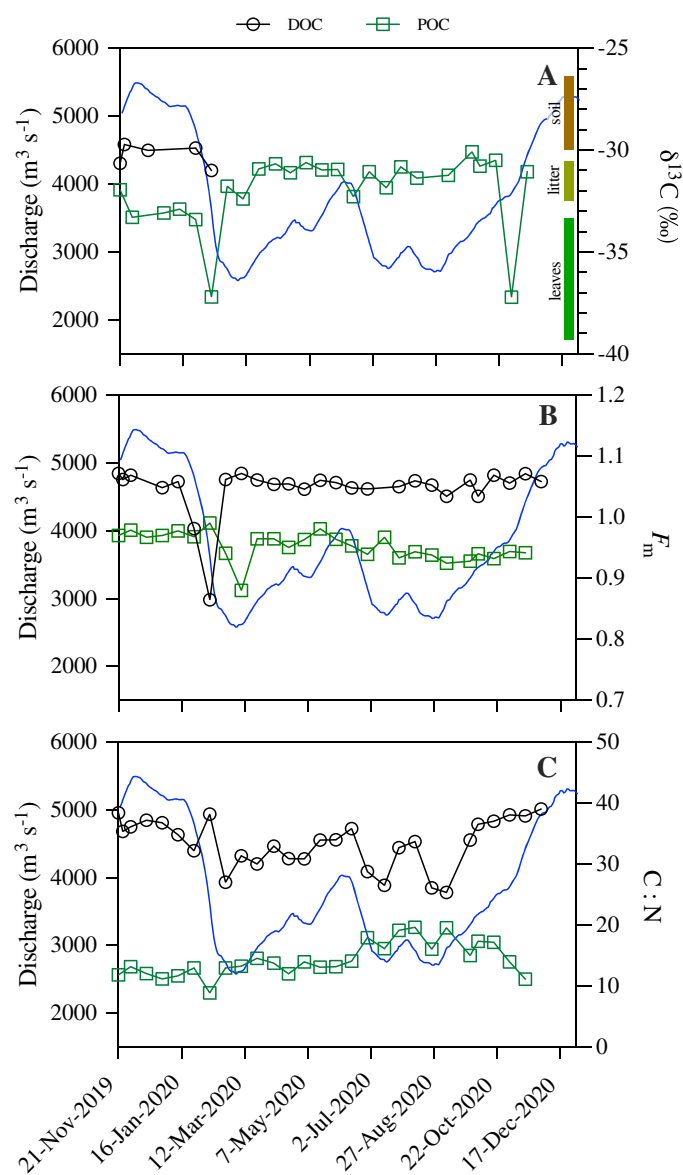 DOC POC
6000 -25
A
5000 soil -30
δ¹³C (‰)
Discharge (m³ s⁻¹)
4000 litter
3000 -35
leaves
2000
-40
6000 1.2
B
5000 1.1
Discharge (m³ s⁻¹)
4000 1.0
Fm
3000 0.9
2000 0.8
0.7
6000 50
C
5000 40
Discharge (m³ s⁻¹)
4000 30
C : N
3000 20
2000 10
0
21-Nov-2019
16-Jan-2020
12-Mar-2020
7-May-2020
2-Jul-2020
27-Aug-2020
22-Oct-2020
17-Dec-2020